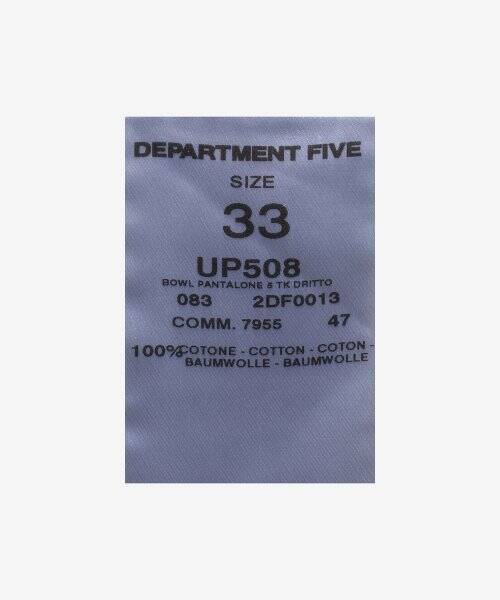 DEPARTMENT FIVE
SIZE
33
UP508
BOWL PANTALONE 5 TK DRITTO
083 2DF0013
COMM. 7955 47
100% COTONE - COTTON - COTON -
BAUMWOLLE - BAUMWOLLE